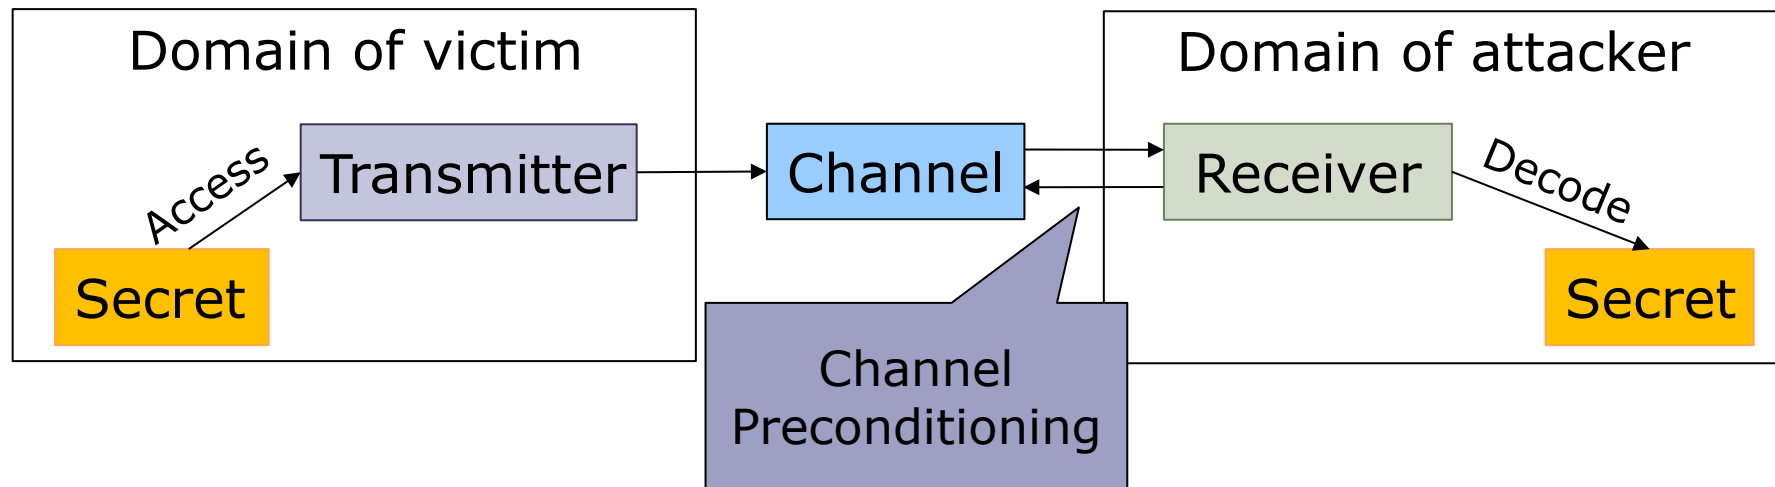 Domain of victim
Domain of attacker
Access
Transmitter
Channel
Receiver
Decode
Secret
Secret
Channel
Preconditioning